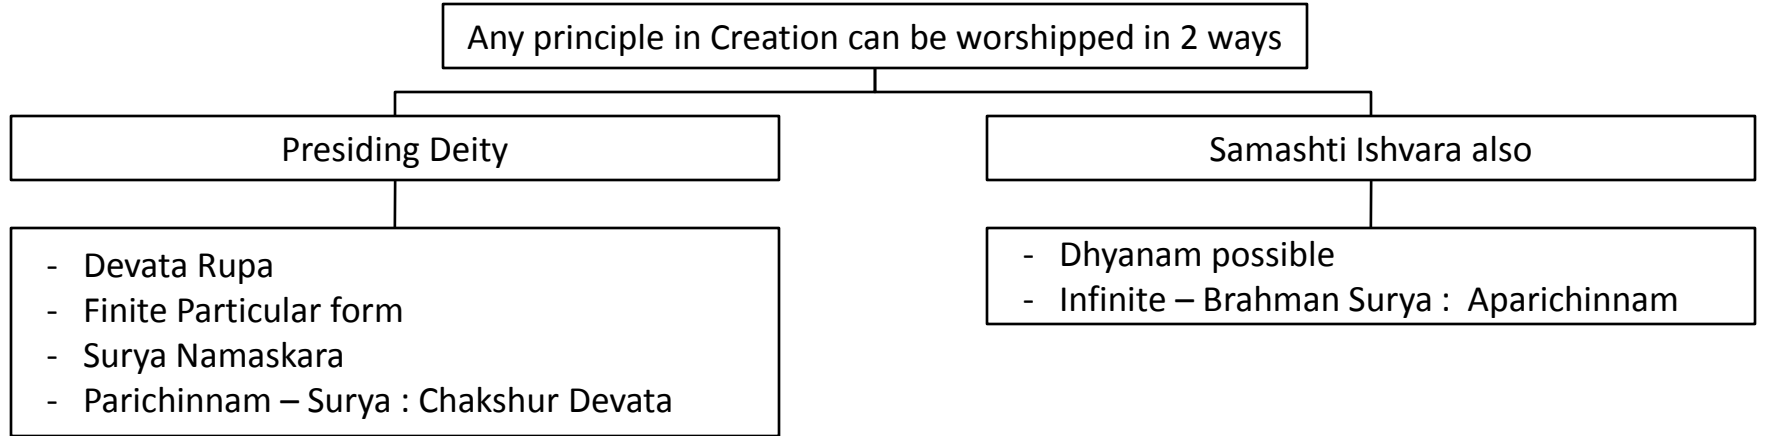 Any principle in Creation can be worshipped in 2 ways
Presiding Deity
- Devata Rupa
- Finite Particular form
- Surya Namaskara
- Parichinnam – Surya : Chakshur Devata
Samashti Ishvara also
- Dhyanam possible
- Infinite – Brahman Surya : Aparichinnam